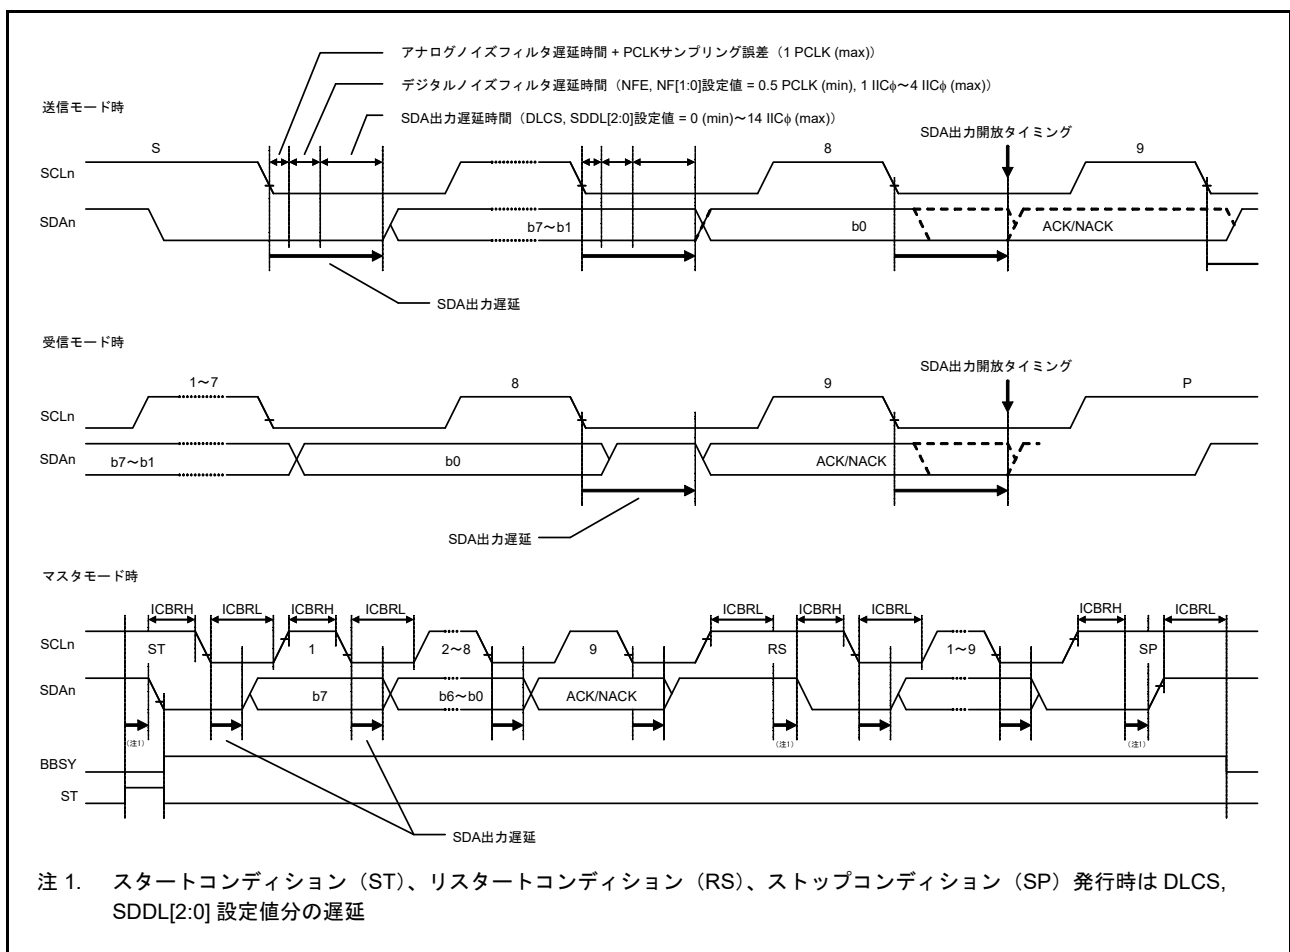 アナログノイズフィルタ遅延時間 + PCLKサンプリング誤差（1 PCLK (max)）
デジタルノイズフィルタ遅延時間（NFE, NF[1:0]設定値 = 0.5 PCLK (min), 1 IICφ～4 IICφ (max)）
送信モード時
SDA出力遅延時間（DLCS, SDDL[2:0]設定値 = 0 (min)～14 IICφ (max)）
SDA出力開放タイミング
S 8 9
SCLn
SDAn
b7～b1 b0 ACK/NACK
SDA出力遅延
受信モード時
SDA出力開放タイミング
1～7 8 9 P
SCLn
SDAn
b7～b1 b0 ACK/NACK
SDA出力遅延
マスタモード時
ICBRH ICBRL ICBRH ICBRL ICBRL ICBRH ICBRL ICBRH ICBRL
SCLn
ST 1 2～8 9 RS 1～9 SP
SDAn
b7 b6～b0 ACK/NACK
（注1） （注1） （注1）
BBSY
ST
SDA出力遅延
注 1. スタートコンディション（ST）、リスタートコンディション（RS）、ストップコンディション（SP）発行時は DLCS,
SDDL[2:0] 設定値分の遅延